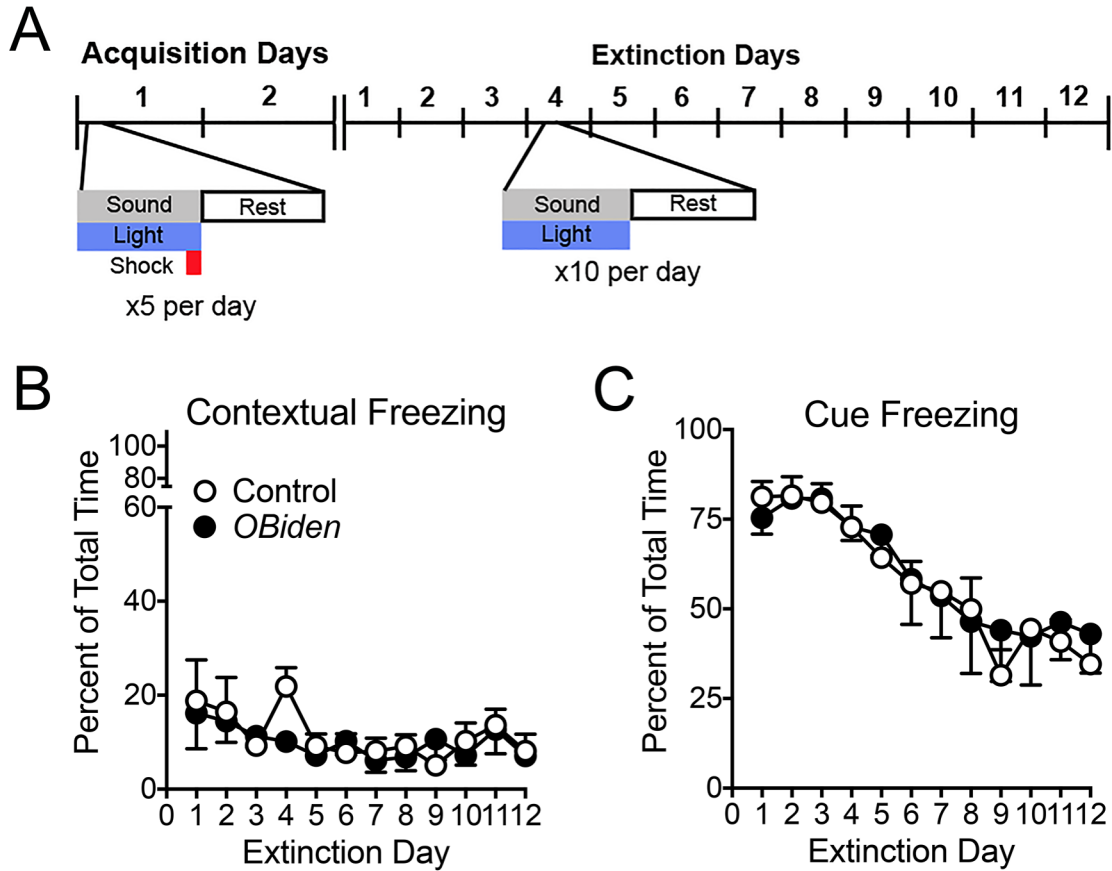 A
Acquisition Days
Extinction Days
1 2 1 2 3 4 5 6 7 8 9 10 11 12
Sound Rest
Light
Shock
x5 per day
Sound Rest
Light
x10 per day
B
Contextual Freezing
Percent of Total Time
100
80
60
40
20
0
Control
OBiden
0 1 2 3 4 5 6 7 8 9 10 11 12
Extinction Day
C
Cue Freezing
Percent of Total Time
100
75
50
25
0
0 1 2 3 4 5 6 7 8 9 10 11 12
Extinction Day